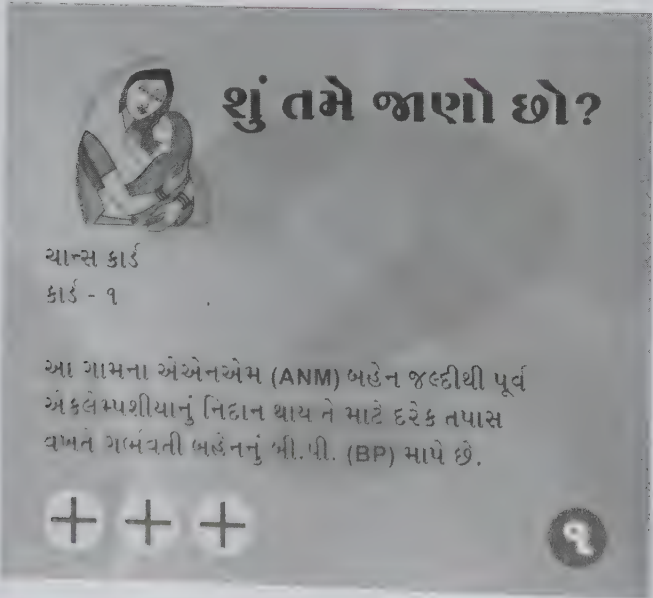 શું તમે જાણો છો?
ચાન્સ કાર્ડ
કાર્ડ - ૧
આ ગામના એએનએમ (ANM) બહેન જલ્દીથી પૂર્વ
એકલેમ્પશીયાનું નિદાન થાય તે માટે દરેક તપાસ
વખતે ગર્ભવતી બહેનનું બી.પી. (BP) માપે છે.
+ + +
૧